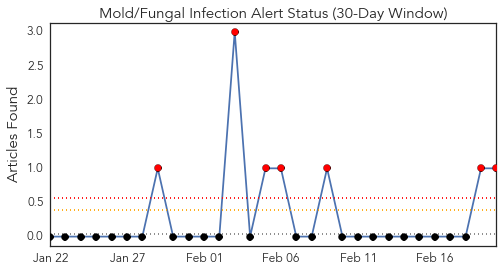 Mold/Fungal Infection Alert Status (30-Day Window)
Articles Found
3.0
2.5
2.0
1.5
1.0
0.5
0.0
Jan 22 Jan 27 Feb 01 Feb 06 Feb 11 Feb 16